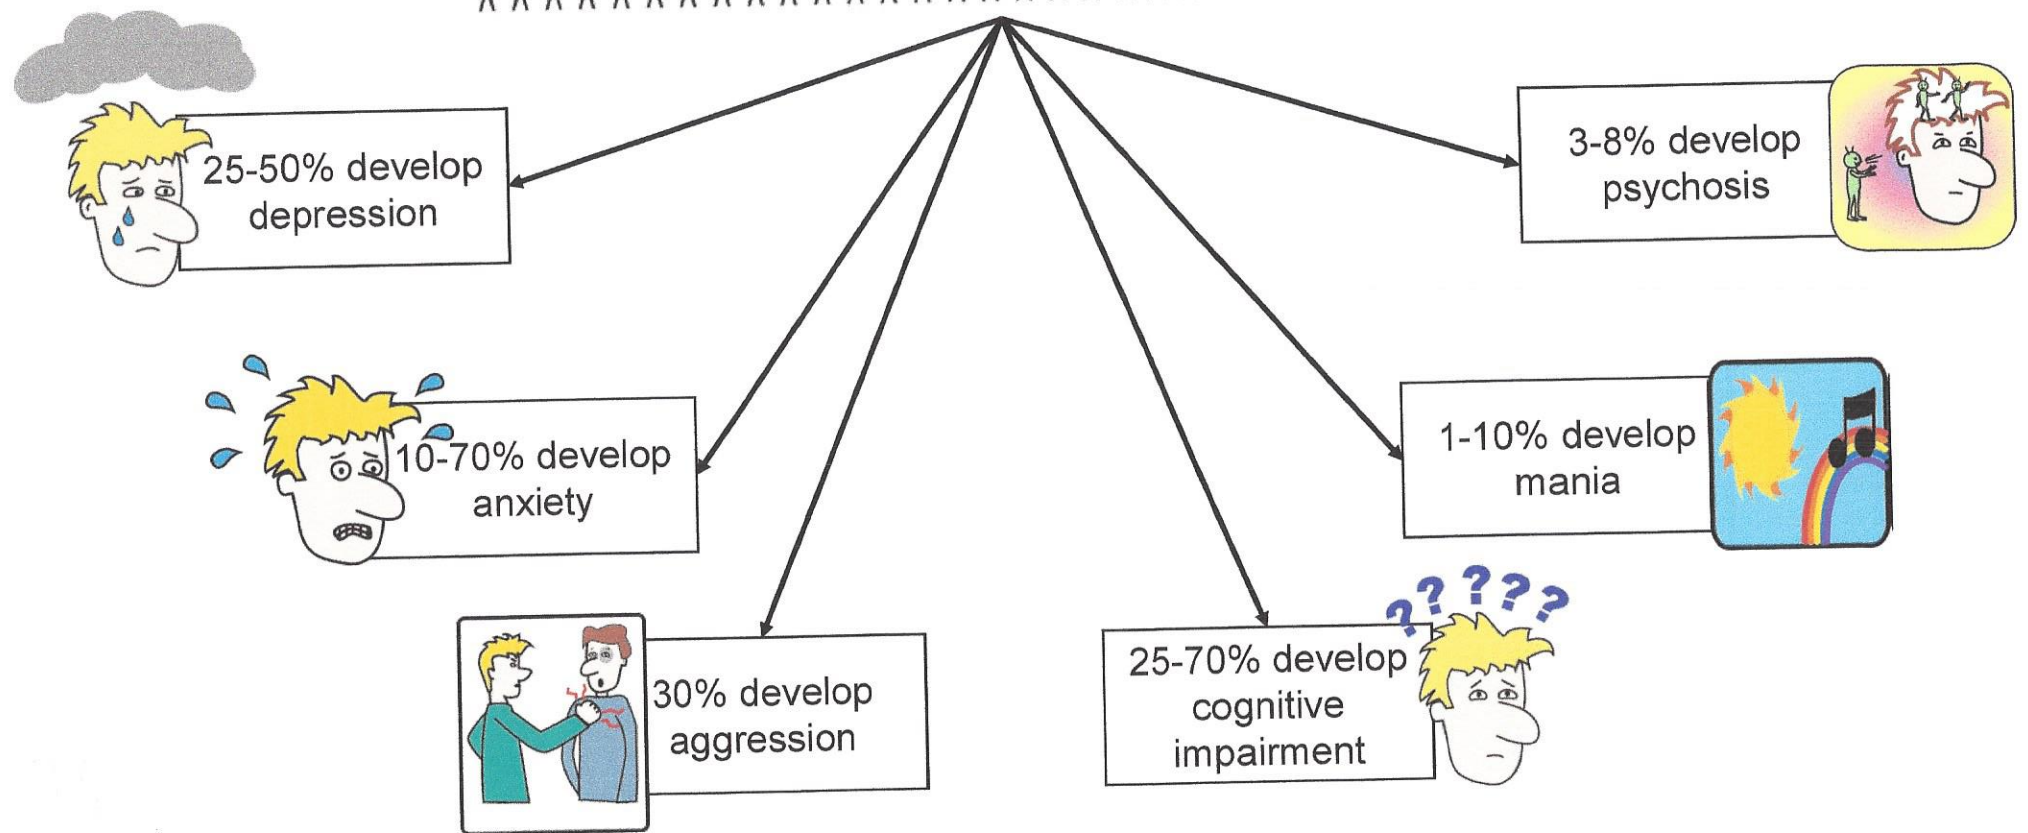 25-50% develop
depression
3-8% develop
psychosis
10-70% develop
anxiety
1-10% develop
mania
30% develop
aggression
? ? ? ? ?
25-70% develop
cognitive
impairment